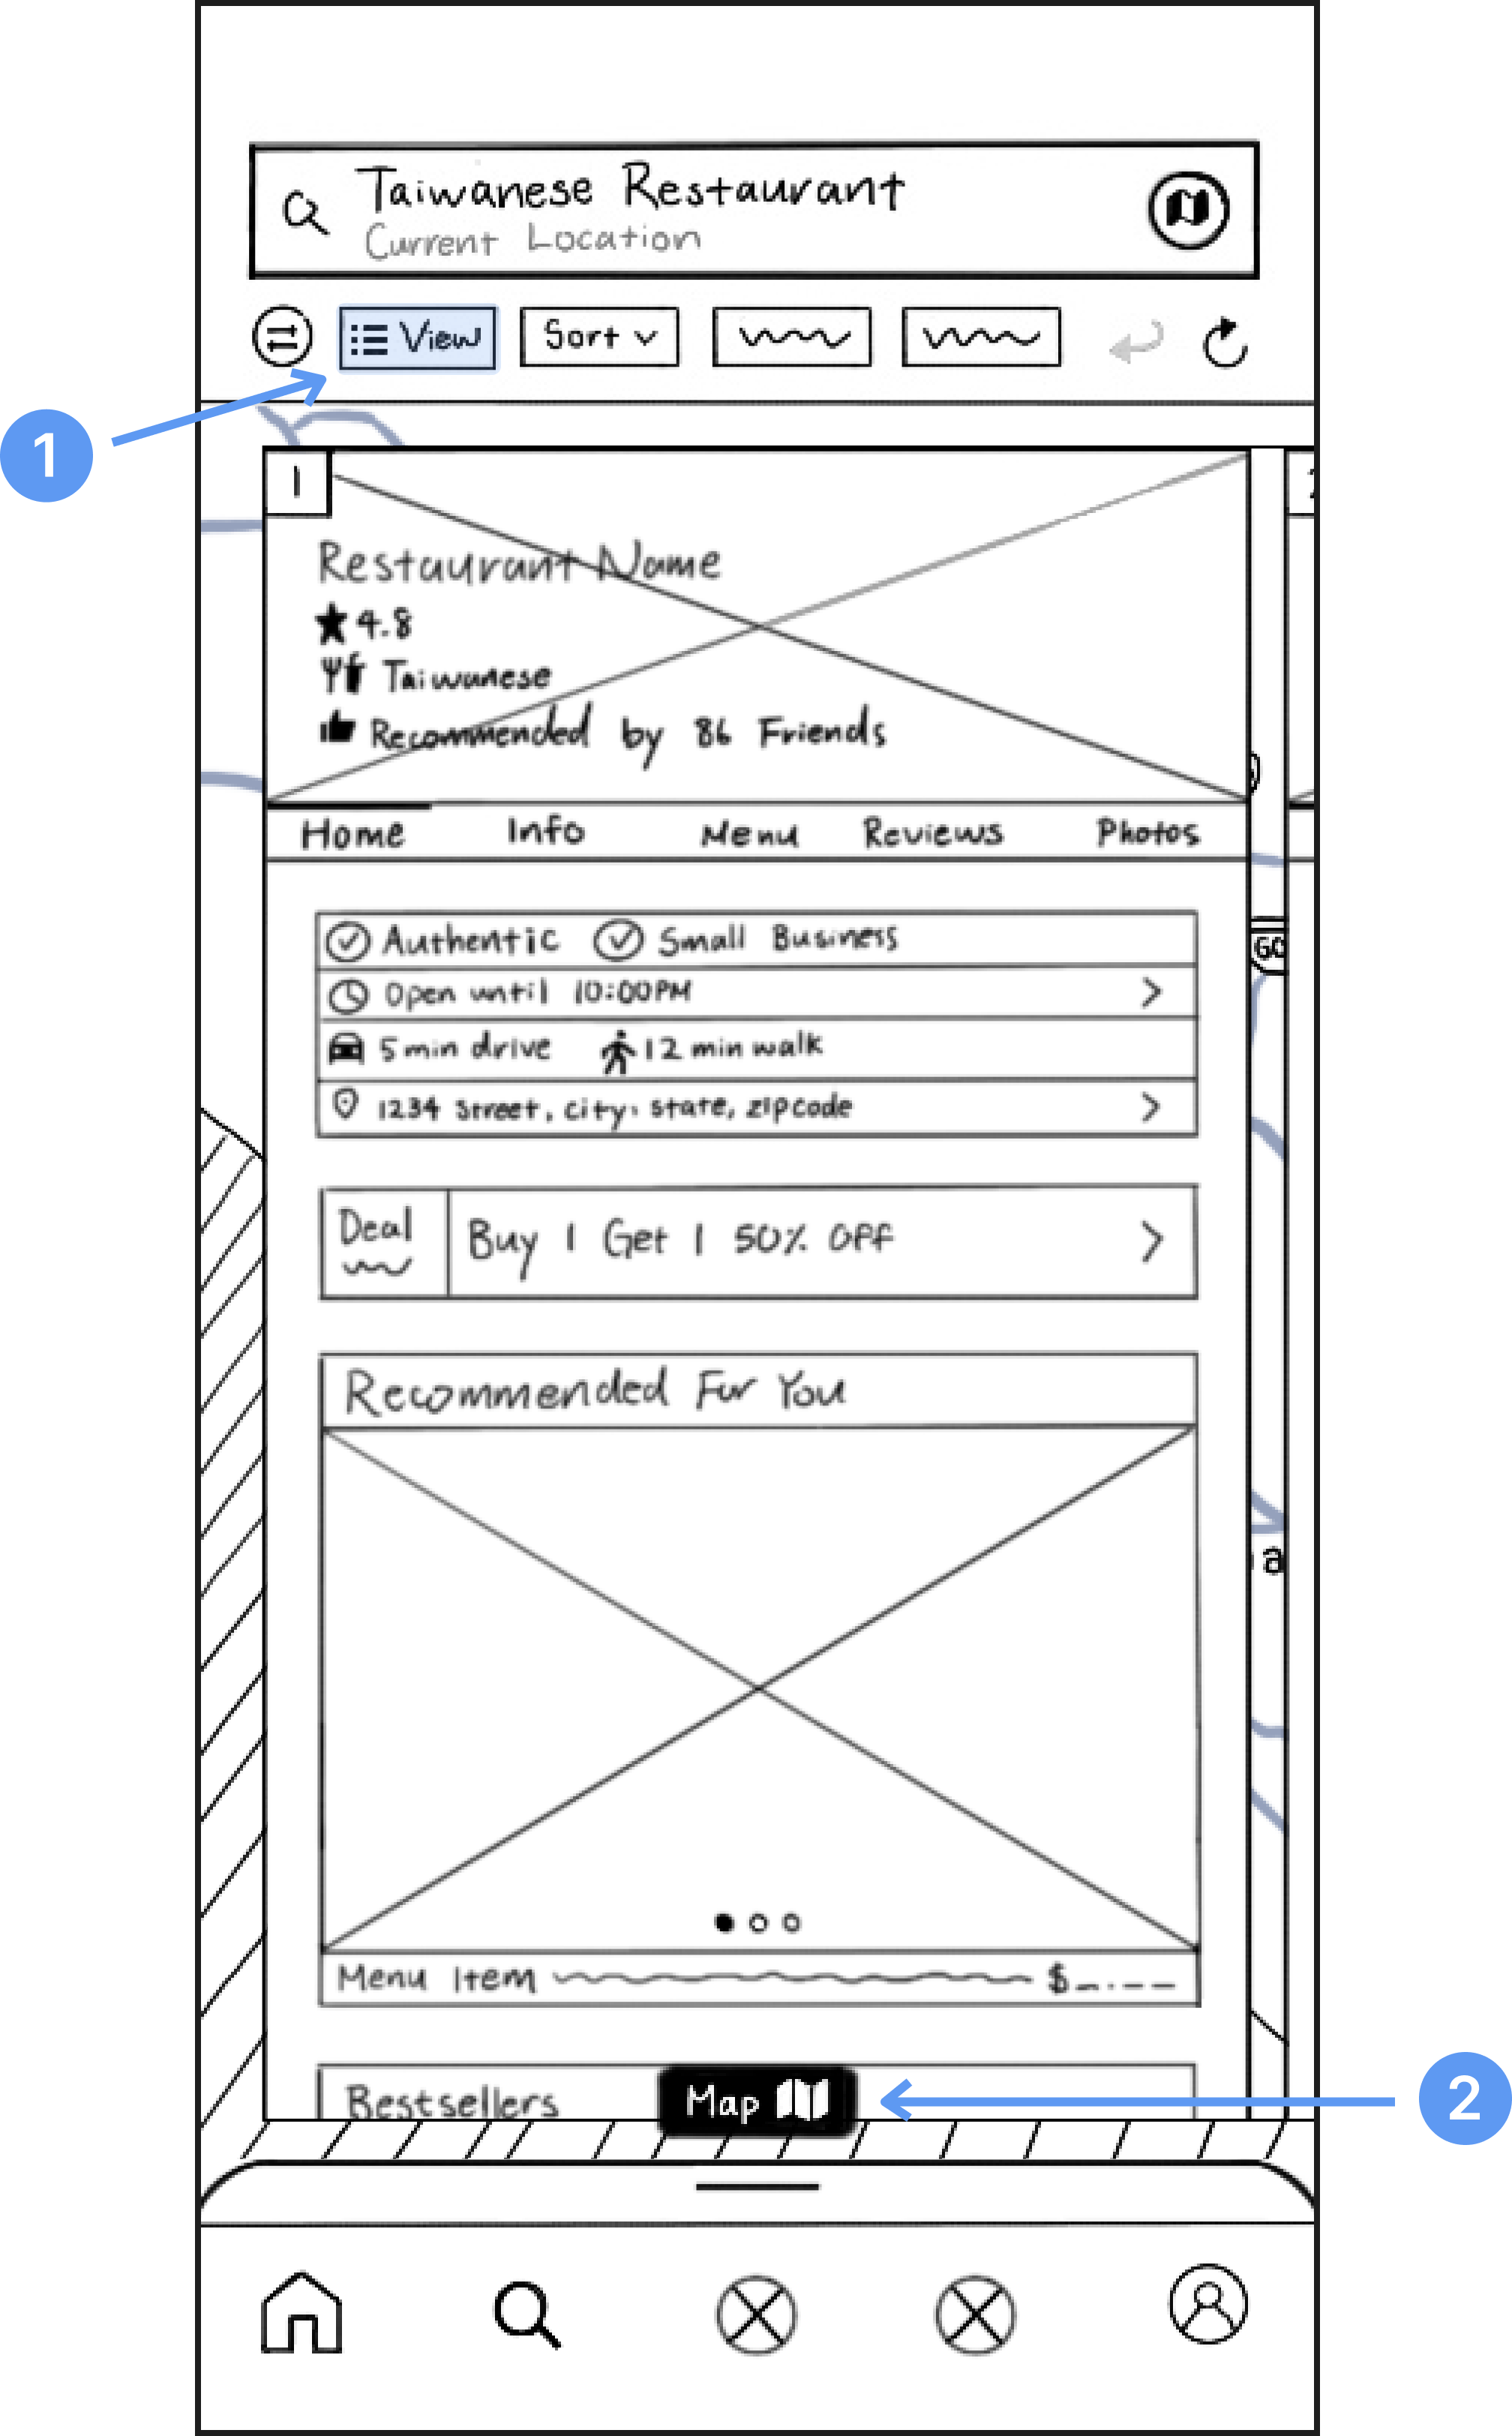 Taiwanese Restaurant
Current Location
View
Sort
1
1
Restaurant Name
4.8
Taiwanese
Recommended by 86 Friends
Home Info Menu Reviews Photos
Authentic Small Business
Open until 10:00PM
GO
5 min drive 12 min walk
1234 street, city, state, zipcode
Deal
Buy 1 Get 1 50% OFF
Recommended For You
a
Menu Item $_.__
Bestsellers
Map
2